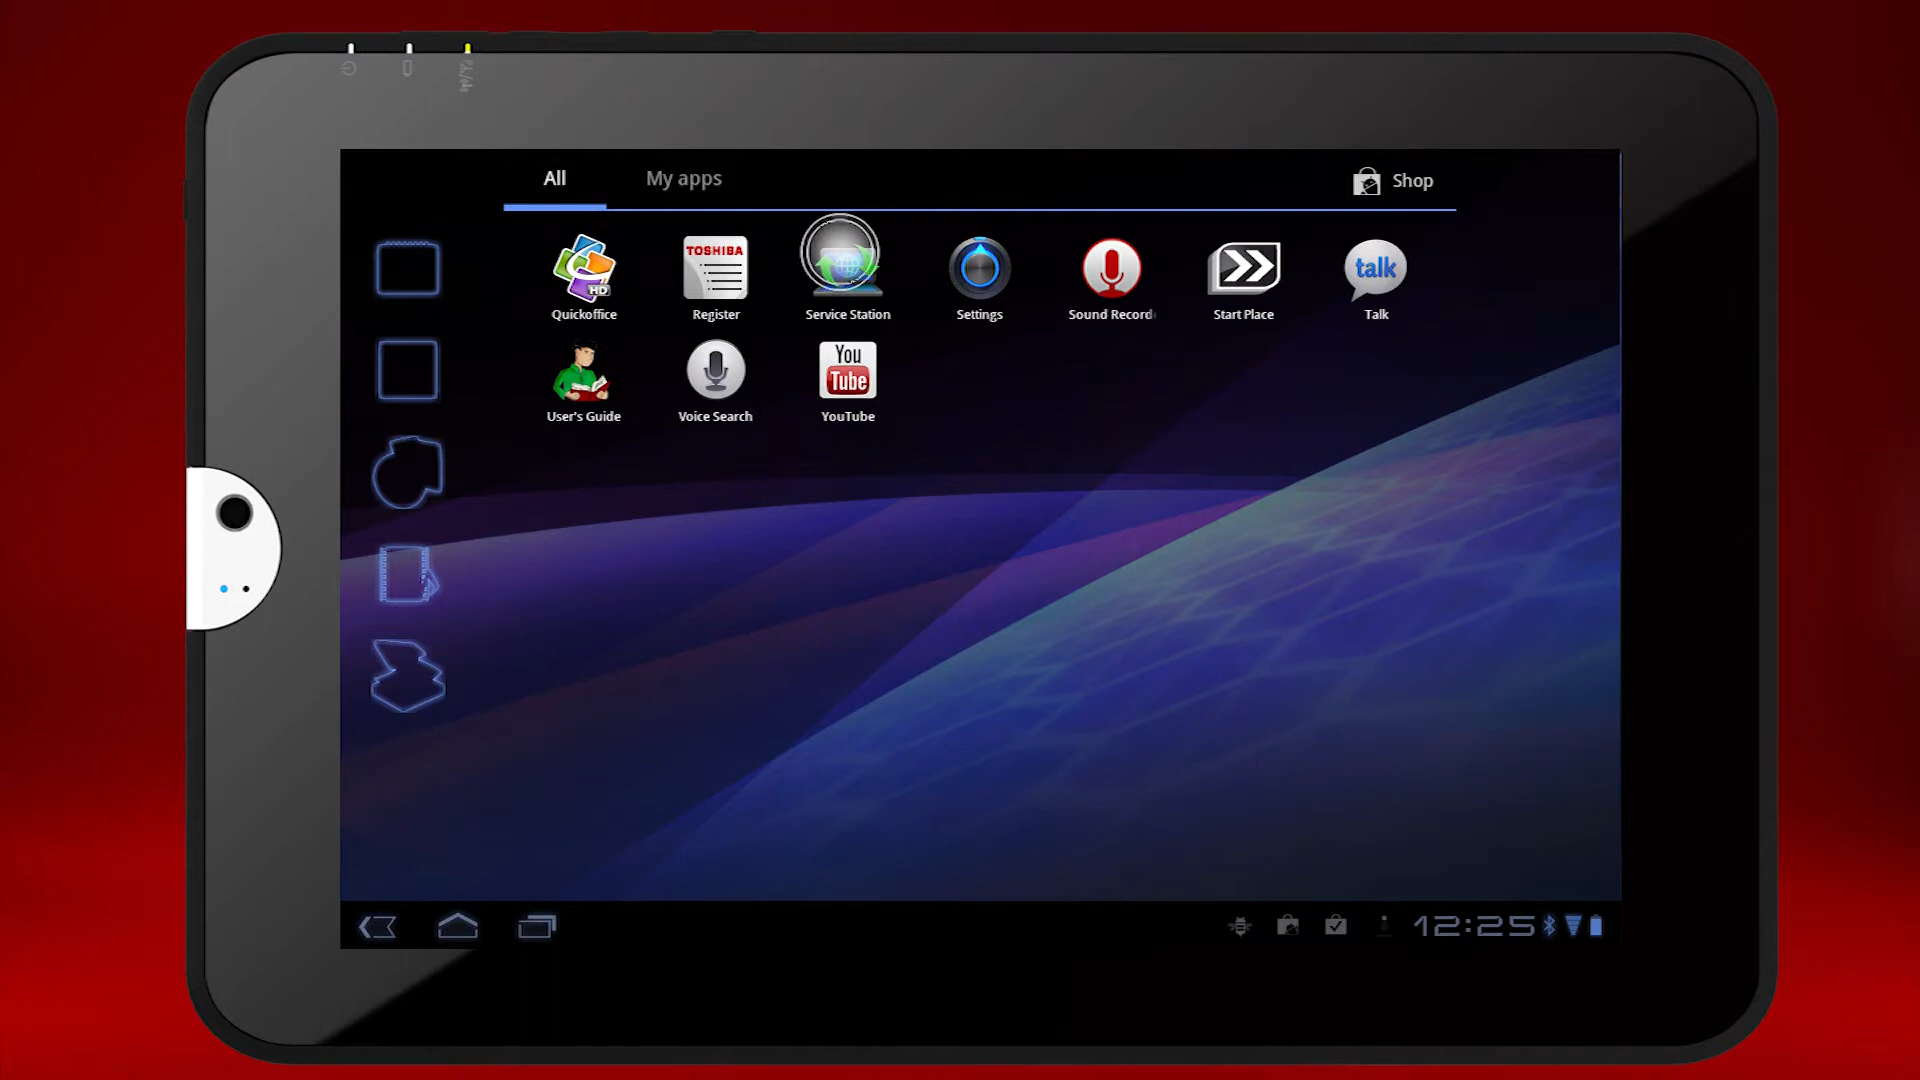 All My apps Shop
HD TOSHIBA talk
Quickoffice Register Service Station Settings Sound Record Start Place Talk
You
Tube
User's Guide Voice Search YouTube
12:25